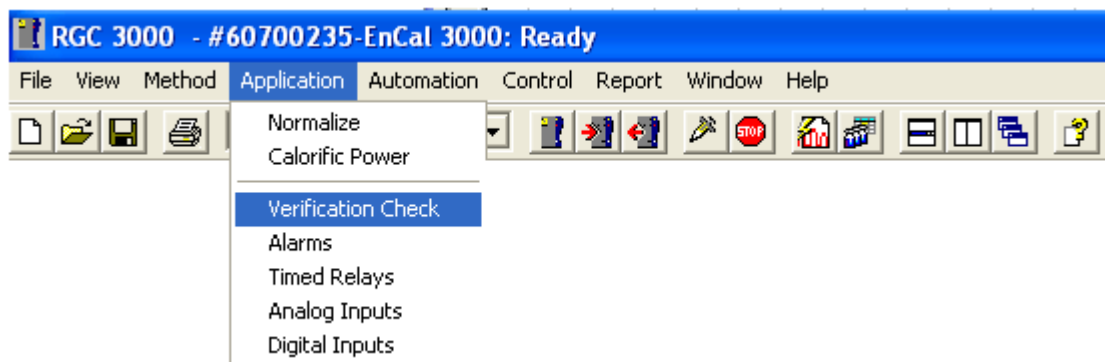 RGC 3000 - #60700235-EnCal 3000: Ready
File View Method Application Automation Control Report Window Help
STOP
Normalize
Calorific Power
Verification Check
Alarms
Timed Relays
Analog Inputs
Digital Inputs